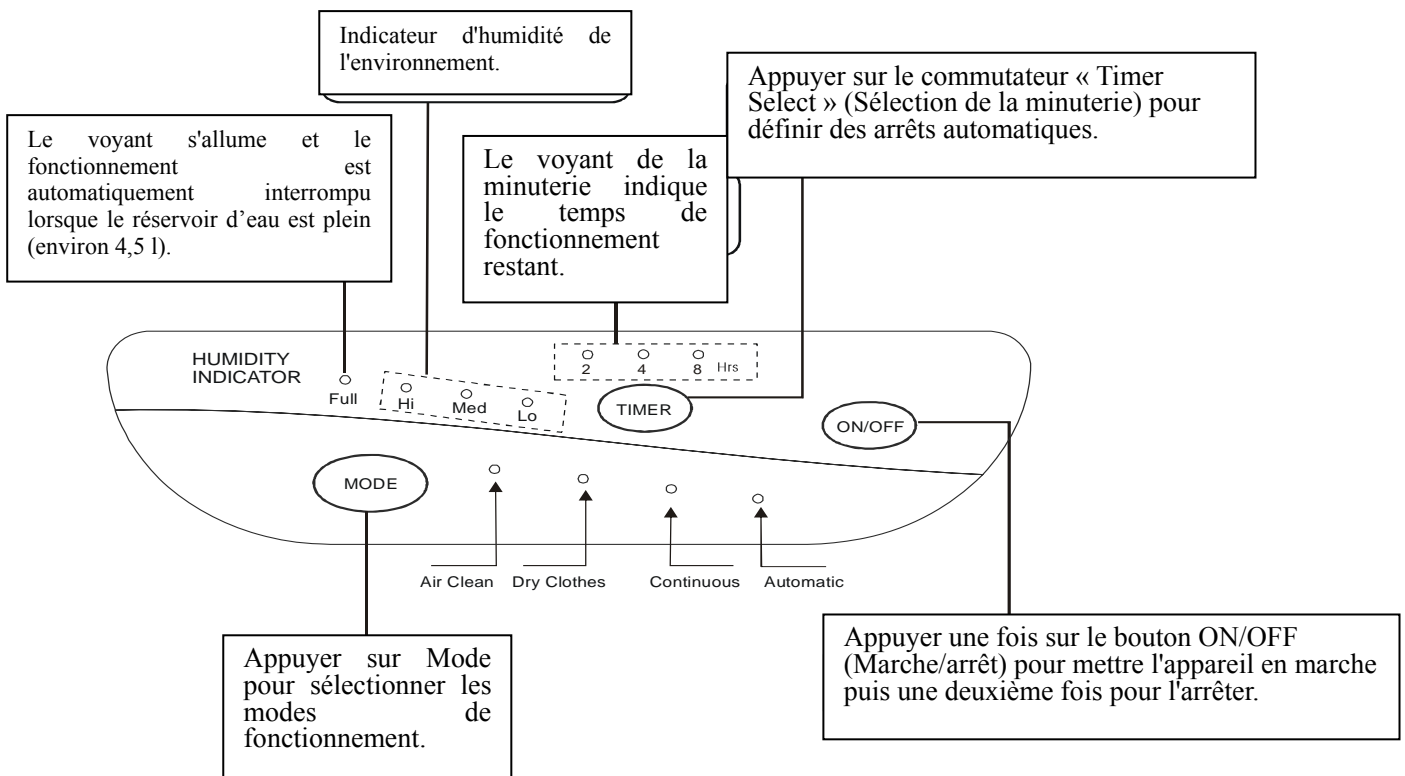 Indicateur d'humidité de
l'environnement.
Appuyer sur le commutateur « Timer
Select » (Sélection de la minuterie) pour
définir des arrêts automatiques.
Le voyant s'allume et le
fonctionnement est
automatiquement interrompu
lorsque le réservoir d’eau est plein
(environ 4,5 l).
Le voyant de la
minuterie indique
le temps de
fonctionnement
restant.
HUMIDITY
INDICATOR
Full
Hi
Med
Lo
2 4 8 Hrs
TIMER
ON/OFF
MODE
Air Clean Dry Clothes Continuous Automatic
Appuyer sur Mode
pour sélectionner les
modes de
fonctionnement.
Appuyer une fois sur le bouton ON/OFF
(Marche/arrêt) pour mettre l'appareil en marche
puis une deuxième fois pour l'arrêter.